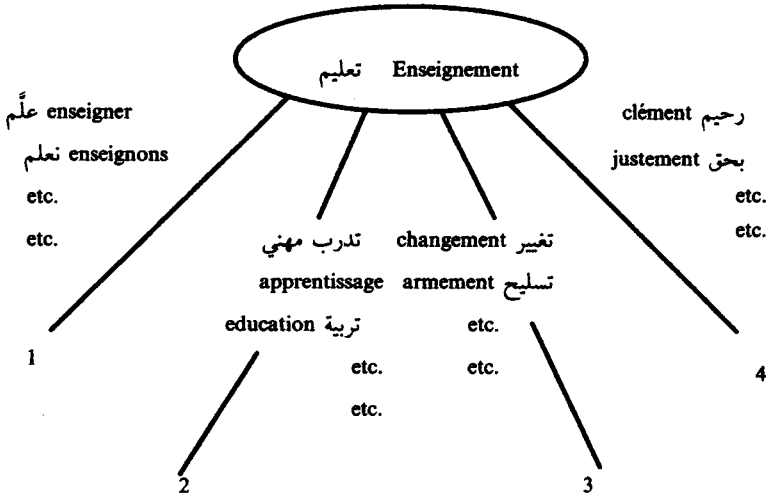 تعليم Enseignement
علَّم enseigner
نعلم enseignons
etc.
etc.
clément رحيم
justement بحق
etc.
etc.
تدرب مهني
apprentissage
education تربية
etc.
etc.
changement تغيير
armement تسليح
etc.
etc.
1
2
3
4